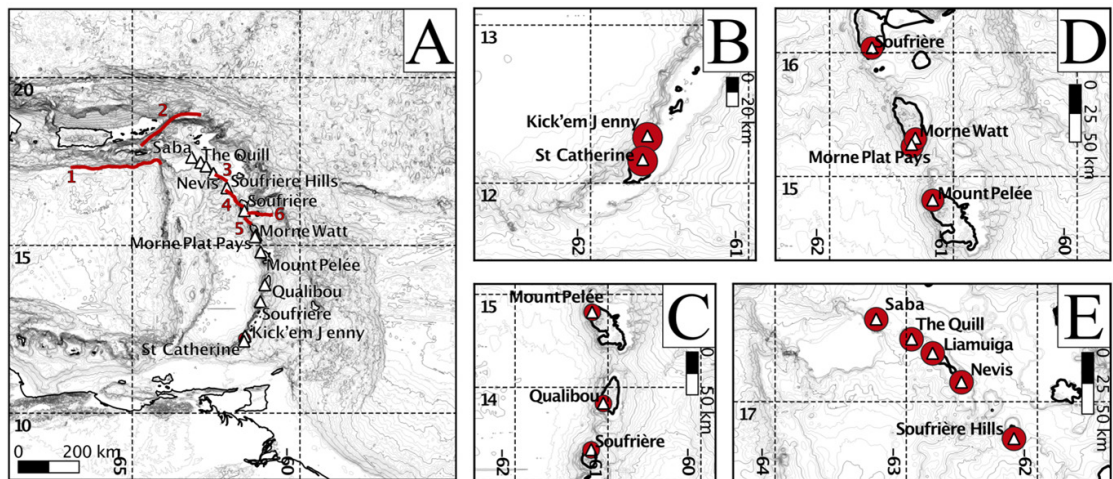 A
20
2
Saba
The Quill
1
3
Nevis
Soufrière Hills
4
Soufrière
6
5
Morne Watt
Morne Plat Pays
Mount Pelée
15
Qualibou
Soufrière
Kick'em Jenny
St Catherine
10
0 200 km
65
60
B
13
0 20 km
Kick'em Jenny
St Catherine
12
62
61
D
Soufrière
16
0 25 50 km
Morne Watt
Morne Plat Pays
15
Mount Pelée
62
61
60
C
15
Mount Pelée
0 50 km
14
Qualibou
Soufrière
62
61
60
E
Saba
The Quill
Liamuiga
Nevis
0 25 50 km
17
Soufrière Hills
64
63
62